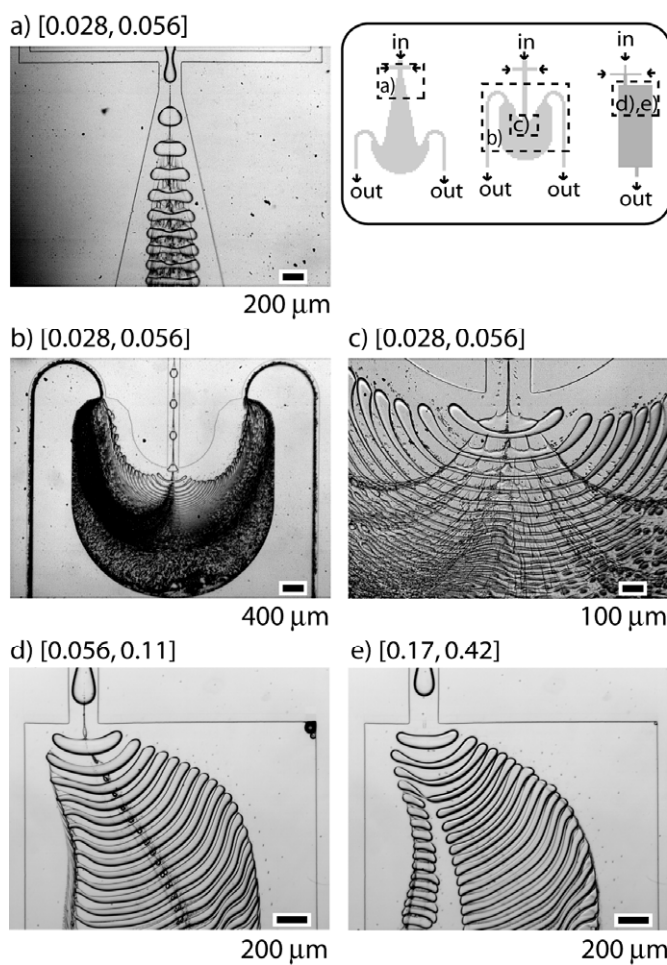 a) [0.028, 0.056]
200 μm
in
a)
out
out
in
b)
c)
out
out
in
d),e)
out
b) [0.028, 0.056]
400 μm
c) [0.028, 0.056]
100 μm
d) [0.056, 0.11]
200 μm
e) [0.17, 0.42]
200 μm